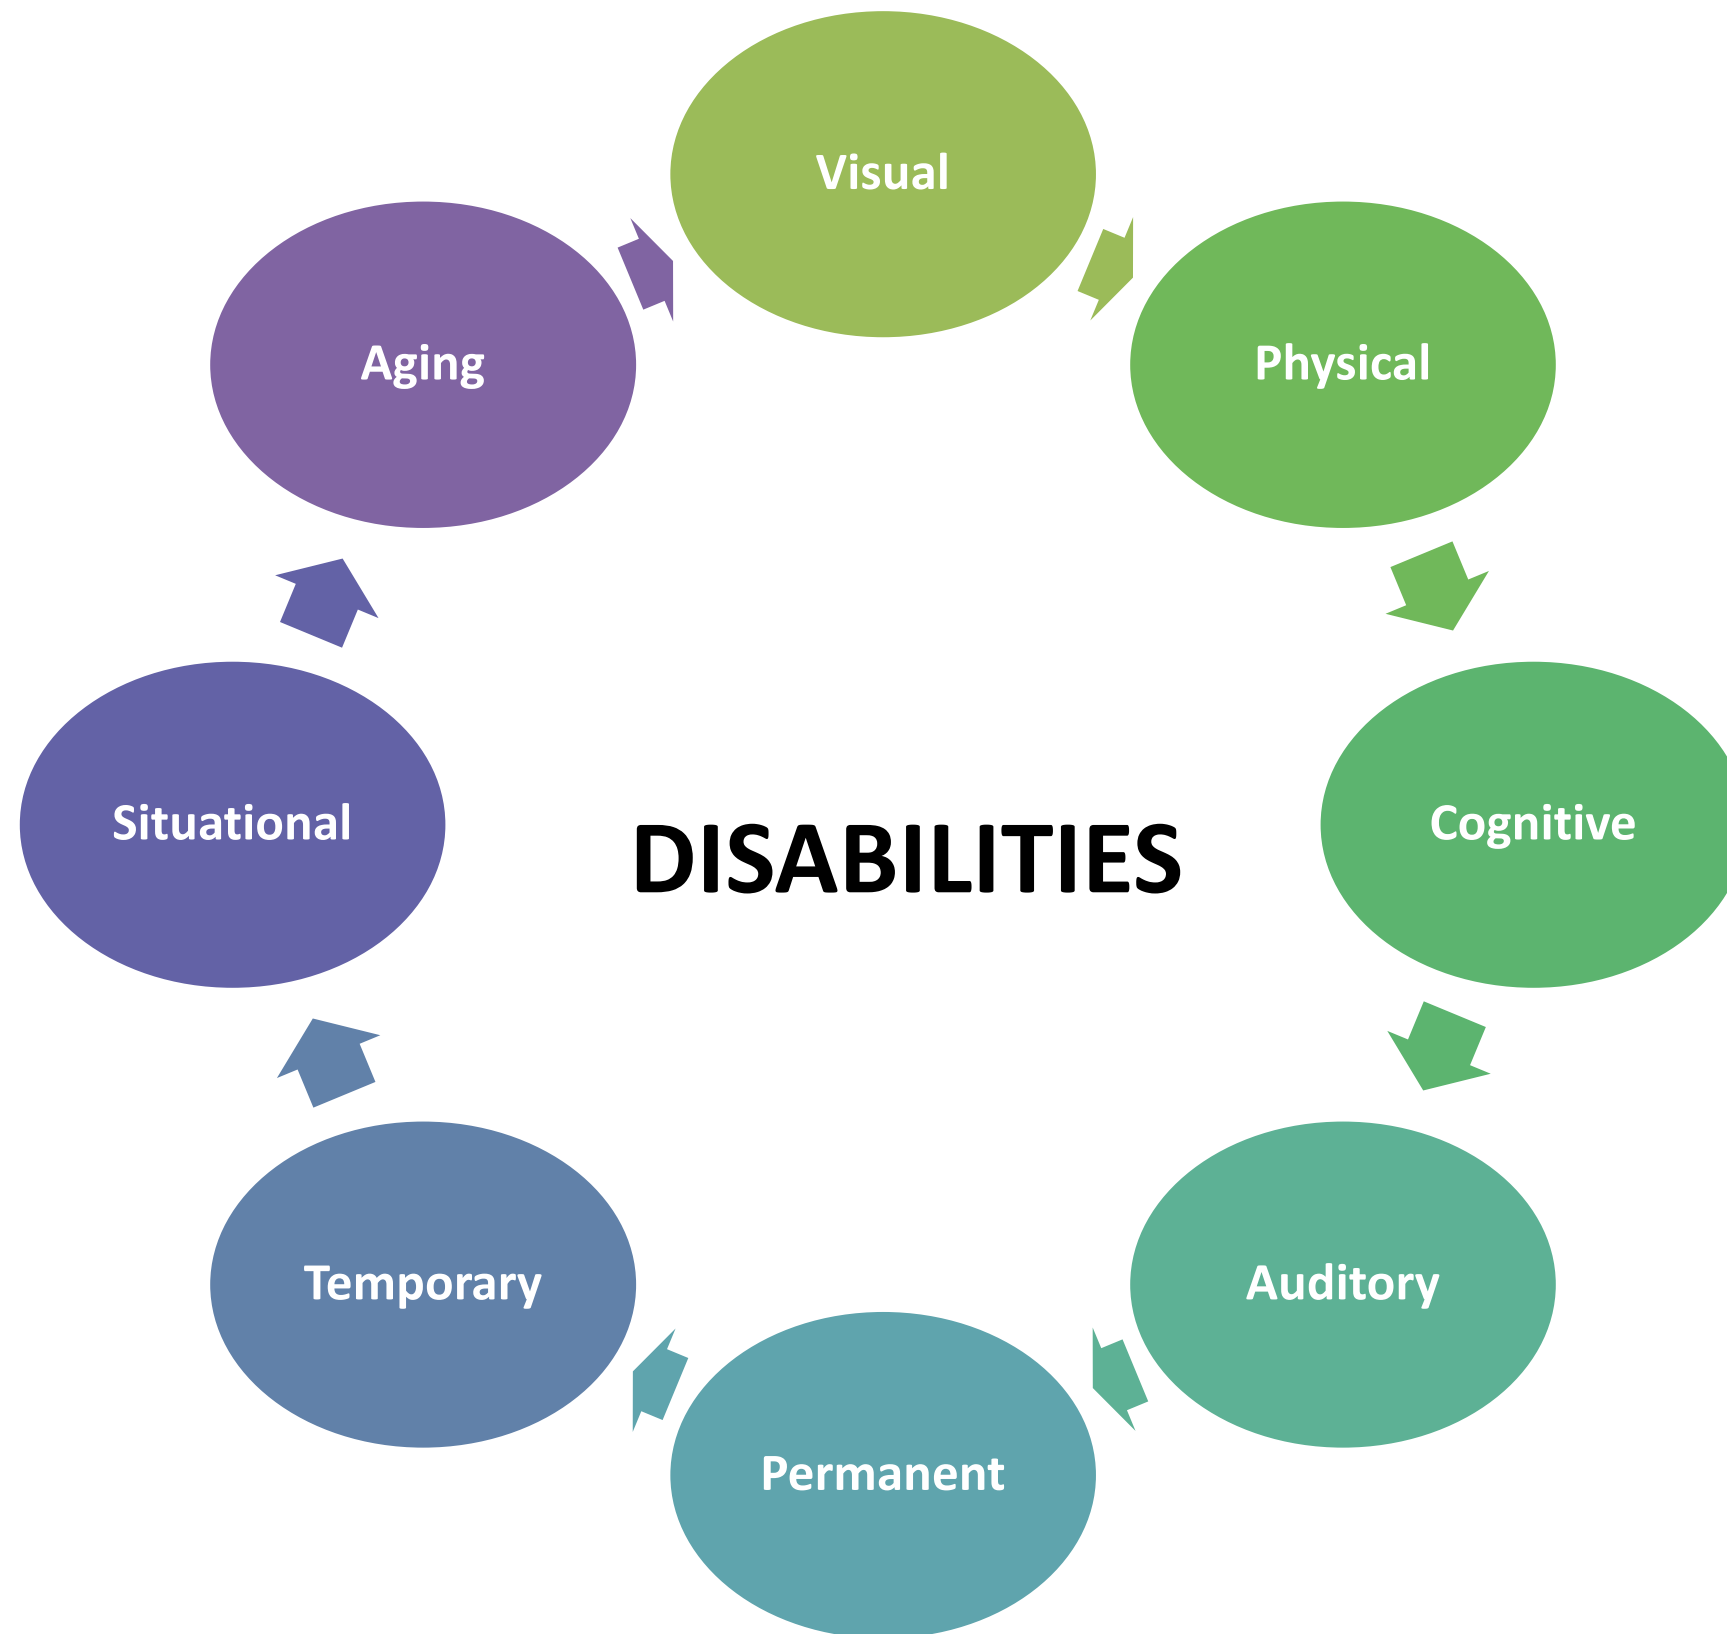 Visual
Physical
Cognitive
Auditory
Permanent
Temporary
Situational
Aging
DISABILITIES